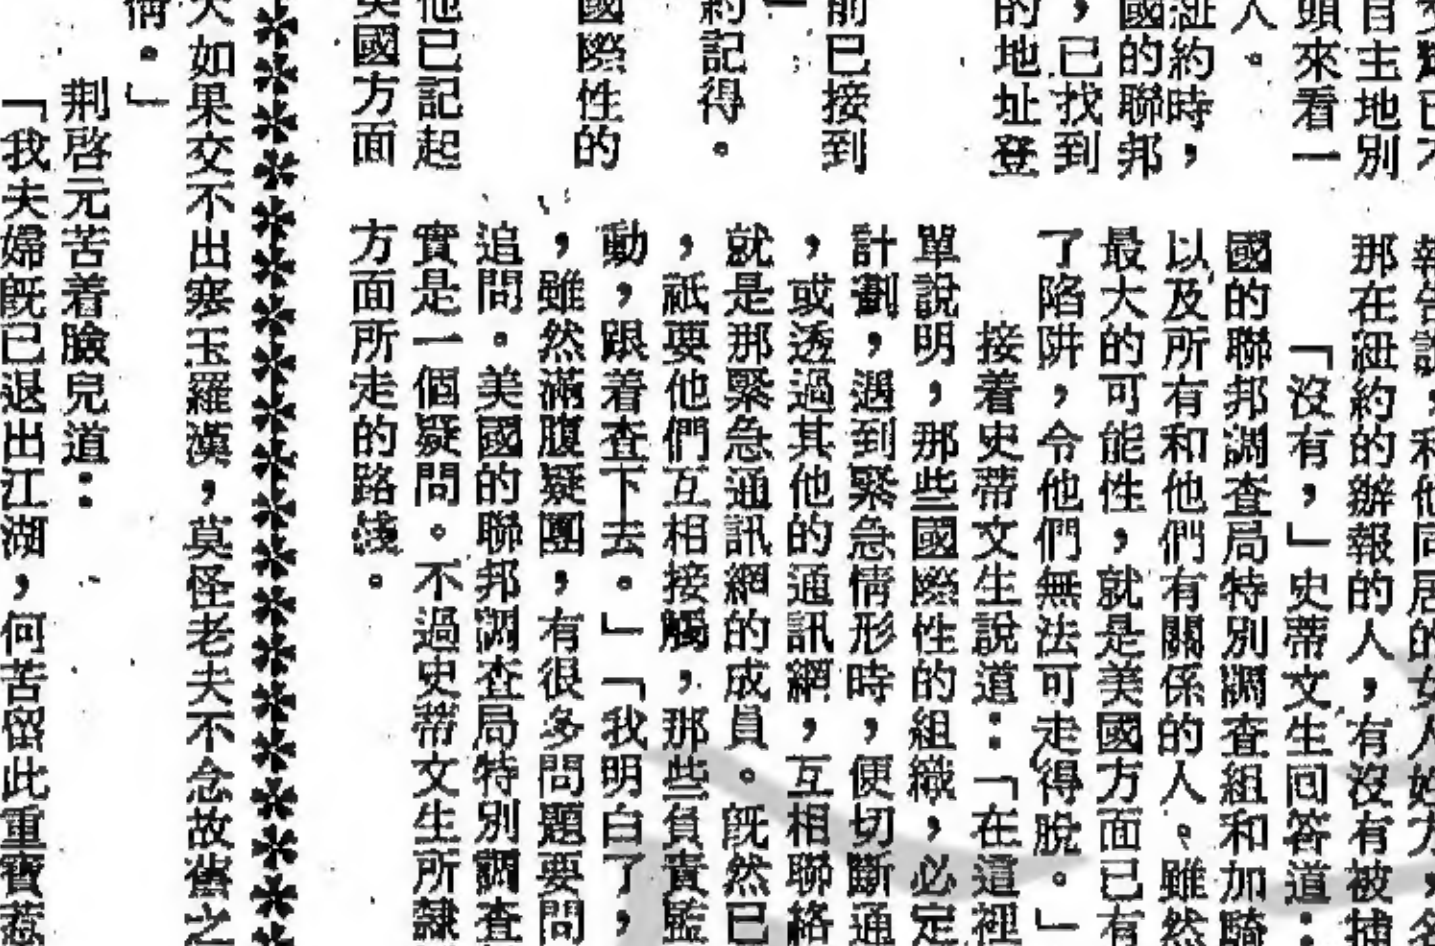 自主地別
頭來看一
人。
紐約時，
國的聯邦
，已找到
的地址登
前已接到
約記得。
國際性的
他已記起
英國方面
那在紐約的辦報的人，有沒有被捕
「沒有，」史蒂文生回答道：
國的聯邦調查局特別調查組和加騎
以及所有和他們有關係的人。雖然
最大的可能性，就是美國方面已有
了陷阱，令他們無法可走得脫。」
接着史蒂文生說道：「在這裡
單說明，那些國際性的組織，必定
計劃，遇到緊急情形時，便切斷通
，或透過其他的通訊網，互相聯絡
就是那緊急通訊網的成員。既然已
，祇要他們互相接觸，那些負責監
動，跟着查下去。」「我明白了，
，雖然滿腹疑團，有很多問題要問
追問。美國的聯邦調查局特別調查
實是一個疑問。不過史蒂文生所隸
方面所走的路綫。
如果交不出寒玉羅漢，莫怪老夫不念故舊之
情。」
荆啓元苦着臉兒道：
「我夫婦既已退出江湖，何苦留此重寶惹